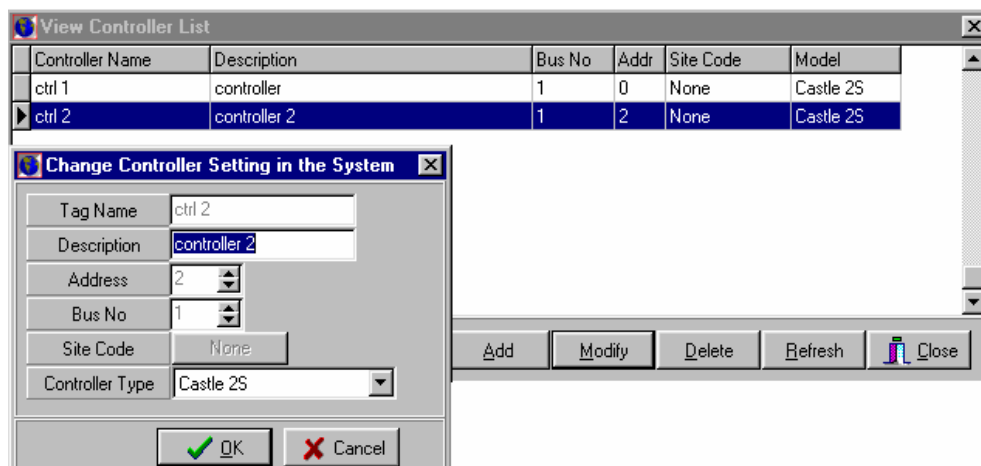 View Controller List
Controller Name Description Bus No Addr Site Code Model
ctrl 1 controller 1 0 None Castle 2S
ctrl 2 controller 2 1 2 None Castle 2S
Change Controller Setting in the System
Tag Name ctrl 2
Description controller 2
Address 2
Bus No 1
Site Code None
Controller Type Castle 2S
OK Cancel
Add Modify Delete Refresh Close